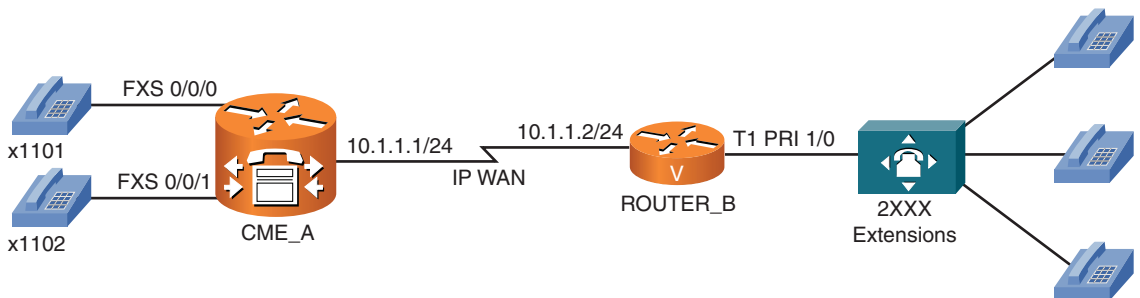 FXS 0/0/0
x1101
FXS 0/0/1
x1102
CME_A
10.1.1.1/24
IP WAN
10.1.1.2/24
V
ROUTER_B
T1 PRI 1/0
2XXX
Extensions